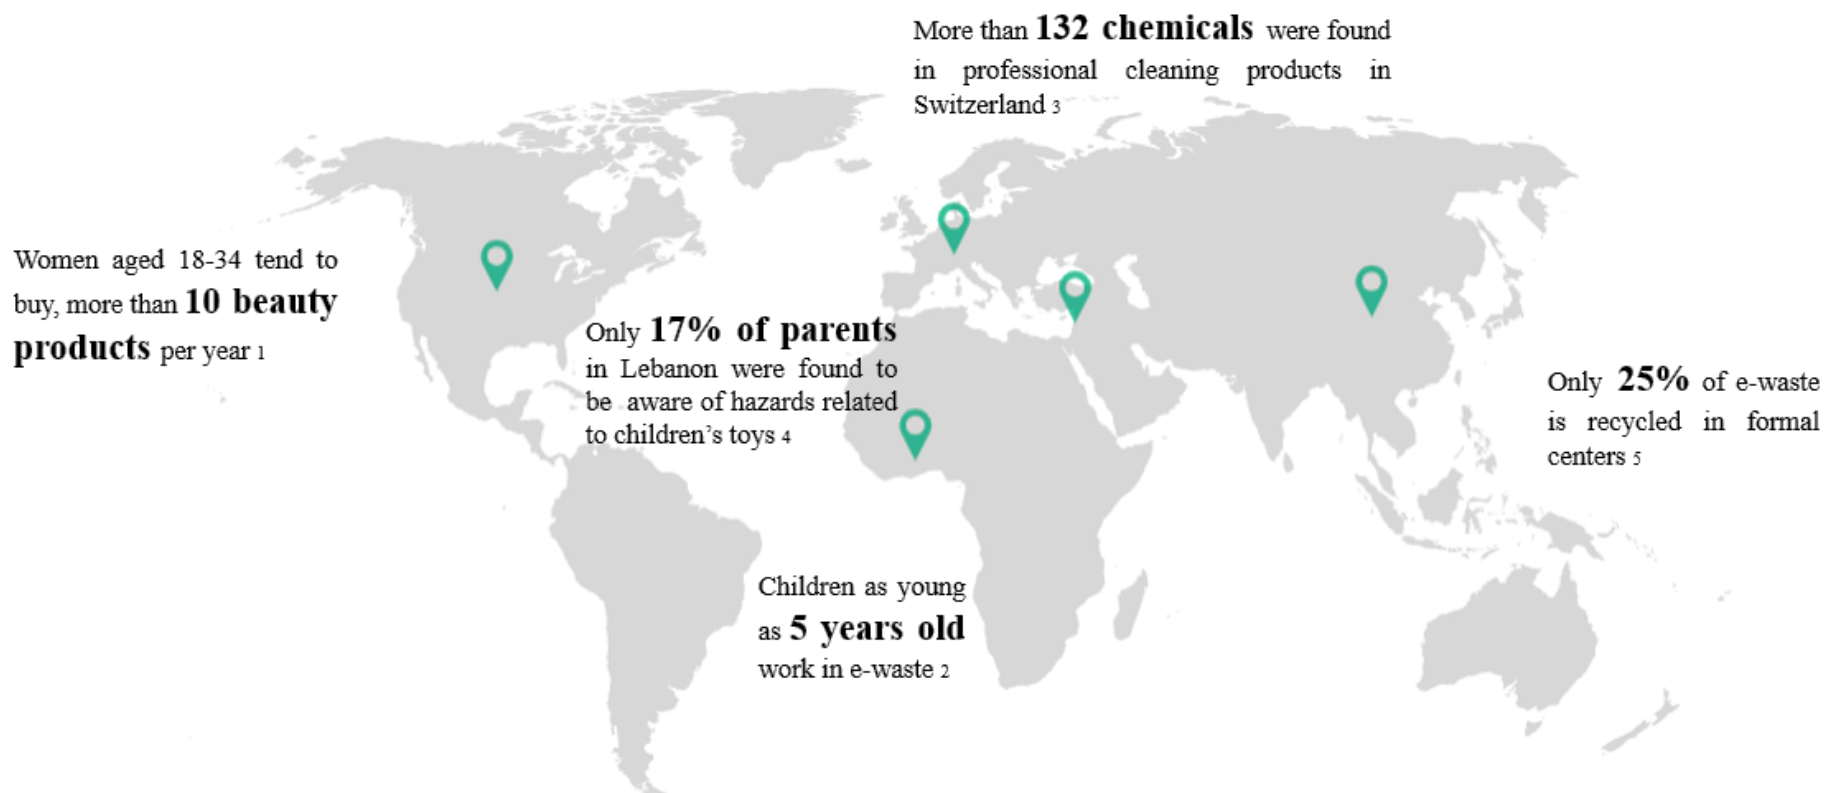 More than 132 chemicals were found
in professional cleaning products in
Switzerland 3
Women aged 18-34 tend to
buy, more than 10 beauty
products per year 1
Only 17% of parents
in Lebanon were found to
be aware of hazards related
to children’s toys 4
Only 25% of e-waste
is recycled in formal
centers 5
Children as young
as 5 years old
work in e-waste 2